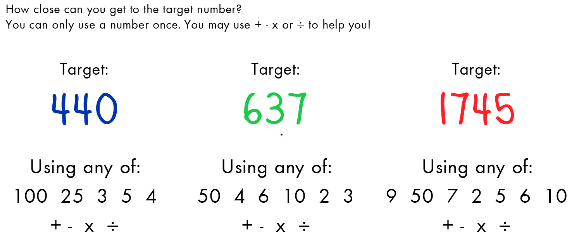 How close can you get to the target number?
You can only use a number once. You may use + - x or ÷ to help you!
Target: Target: Target:
440 637 1745
Using any of: Using any of: Using any of:
100 25 3 5 4 50 4 6 10 2 3 9 50 7 2 5 6 10
+ - x ÷ + - x ÷ + - x ÷